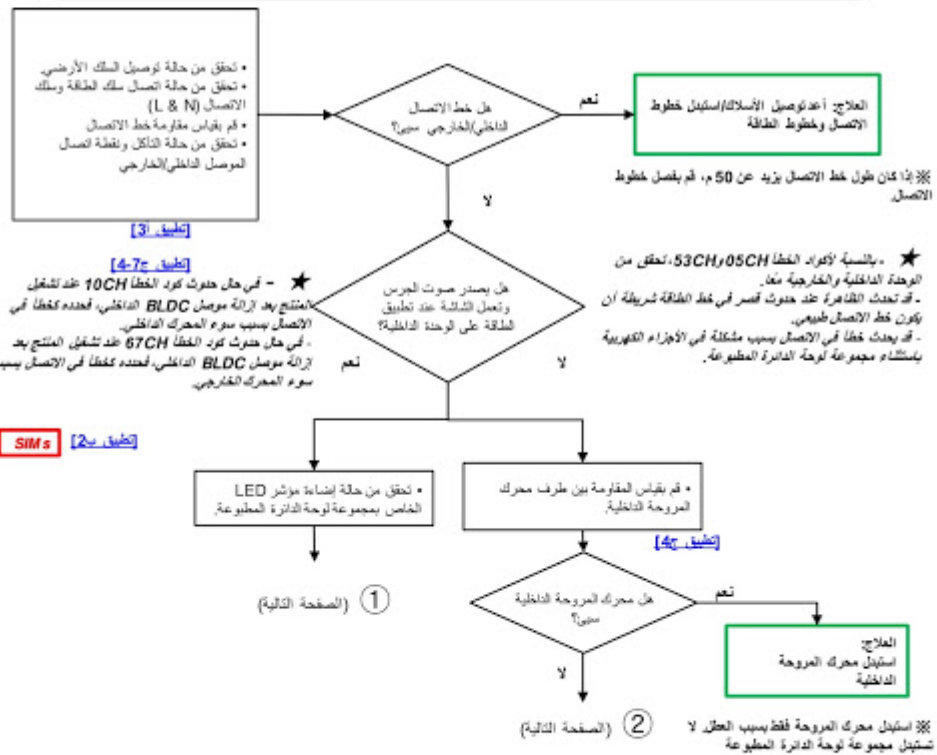 • تحقق من حالة توصيل السلك الأرضي.
• تحقق من حالة اتصال سلك الطاقة وسلك
الاتصال (L & N)
• قم بقياس مقاومة خط الاتصال
• تحقق من حالة التآكل ونقطة اتصال
الموصل الداخلي/الخارجي
[تطبيق أ3]
هل خط الاتصال
الداخلي/الخارجي سيئ؟
نعم
العلاج: أعد توصيل الأسلاك/استبدل خطوط
الاتصال وخطوط الطاقة
※ إذا كان طول خط الاتصال يزيد عن 50 م، قم بفصل خطوط
الاتصال.
لا
[تطبيق ج7-4]
★ - في حال حدوث كود الخطأ 10CH عند تشغيل
المنتج بعد إزالة موصل BLDC الداخلي، فحدده كخطأ في
الاتصال بسبب سوء المحرك الداخلي.
- في حال حدوث كود الخطأ 67CH عند تشغيل المنتج بعد
إزالة موصل BLDC الداخلي، فحدده كخطأ في الاتصال بسبب
سوء المحرك الخارجي.
هل يصدر صوت الجرس
وتعمل الشاشة عند تطبيق
الطاقة على الوحدة الداخلية؟
★ - بالنسبة لأكواد الخطأ 05CH و53CH، تحقق من
الوحدة الداخلية والخارجية معًا.
- قد تحدث الظاهرة عند حدوث قصر في خط الطاقة شريطة أن
يكون خط الاتصال طبيعي.
- قد يحدث خطأ في الاتصال بسبب مشكلة في الأجزاء الكهربية
باستثناء مجموعة لوحة الدائرة المطبوعة.
نعم
لا
SIMs
[تطبيق ب2]
• تحقق من حالة إضاءة مؤشر LED
الخاص بمجموعة لوحة الدائرة المطبوعة.
• قم بقياس المقاومة بين طرف محرك
المروحة الداخلية.
[تطبيق ج4]
① (الصفحة التالية)
هل محرك المروحة الداخلية
سيئ؟
نعم
العلاج:
استبدل محرك المروحة
الداخلية
لا
② (الصفحة التالية)
※ استبدل محرك المروحة فقط بسبب العطل. لا
تستبدل مجموعة لوحة الدائرة المطبوعة